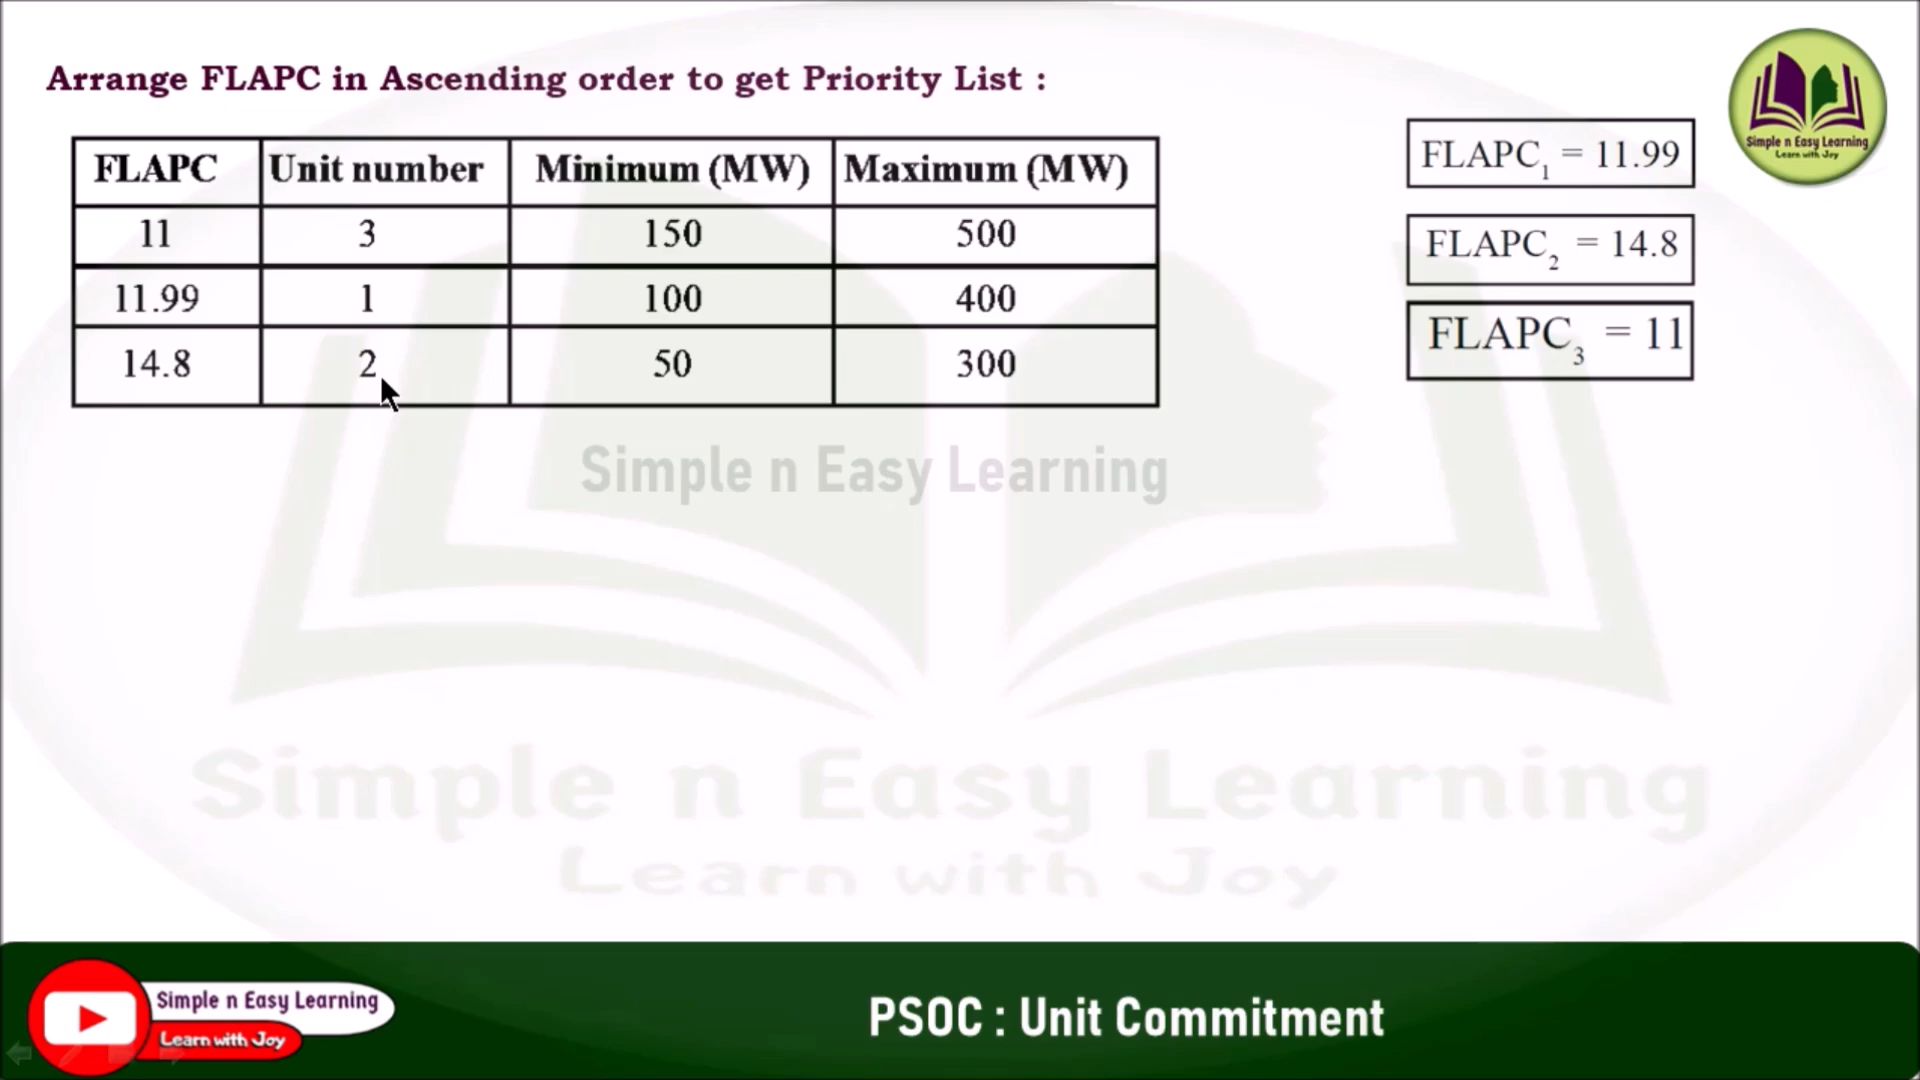 Arrange FLAPC in Ascending order to get Priority List :
FLAPC Unit number Minimum (MW) Maximum (MW)
11 3 150 500
11.99 1 100 400
14.8 2 50 300
FLAPC1 = 11.99
FLAPC2 = 14.8
FLAPC3 = 11
Simple n Easy Learning
Learn with Joy
Simple n Easy Learning
Simple n Easy Learning
Learn with Joy
Simple n Easy Learning
Learn with Joy
PSOC : Unit Commitment